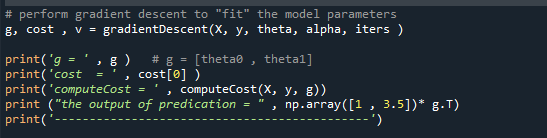 # perform gradient descent to "fit" the model parameters
g, cost , v = gradientDescent(X, y, theta, alpha, iters )
print('g = ' , g )   # g = [theta0 , theta1]
print('cost  = ' , cost[0] )
print('computeCost = ' , computeCost(X, y, g))
print ("the output of predication = " , np.array([1 , 3.5])* g.T)
print('---------------------------------------')